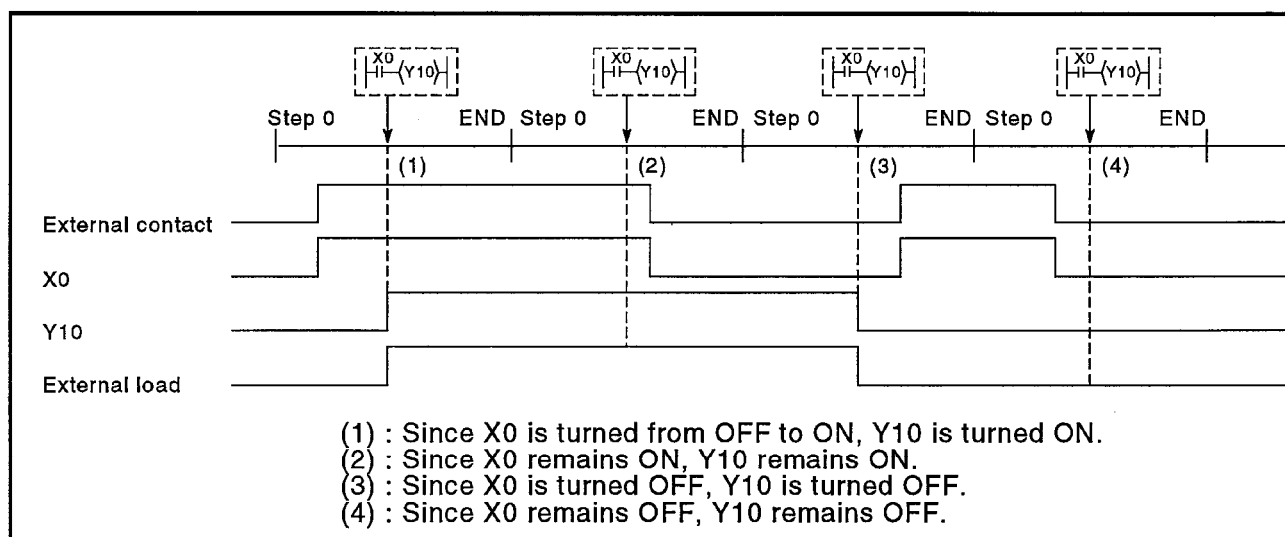 X0 X0 X0 X0
Y10 Y10 Y10 Y10
Step 0 END Step 0 END Step 0 END Step 0 END
(1) (2) (3) (4)
External contact
X0
Y10
External load
(1) : Since X0 is turned from OFF to ON, Y10 is turned ON.
(2) : Since X0 remains ON, Y10 remains ON.
(3) : Since X0 is turned OFF, Y10 is turned OFF.
(4) : Since X0 remains OFF, Y10 remains OFF.